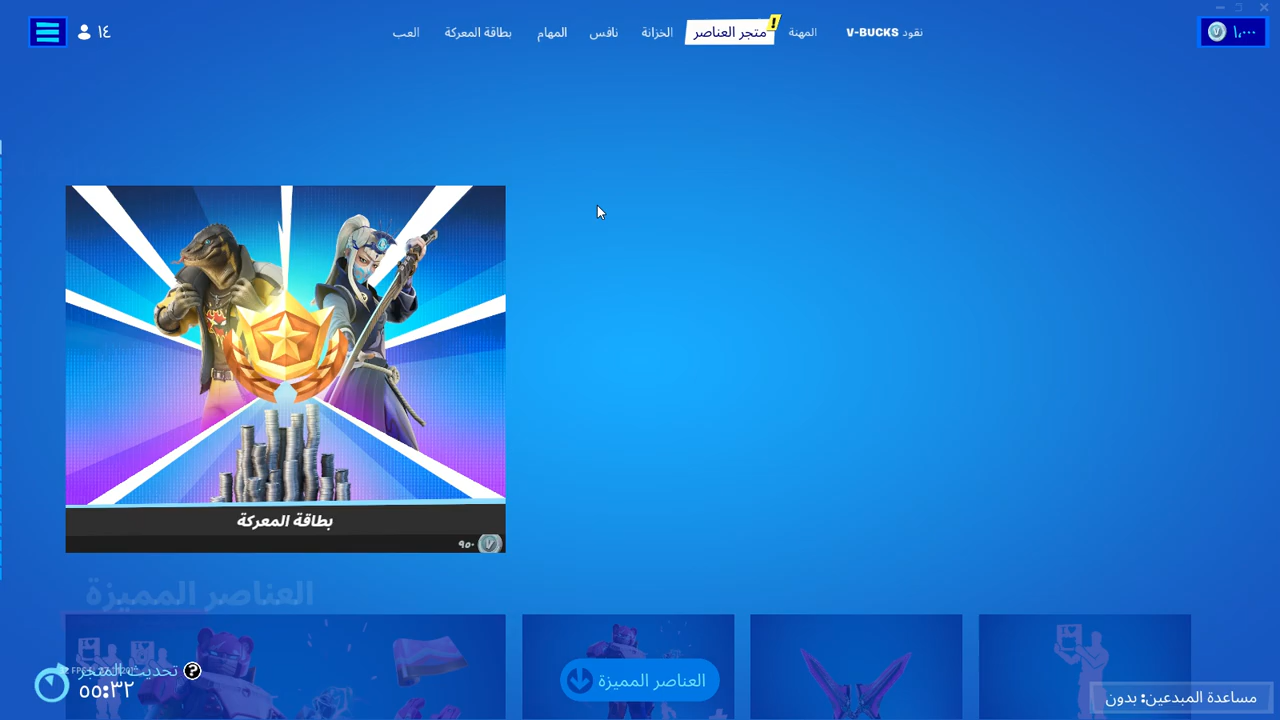 ١٤
العب
بطاقة المعركة
المهام
نافس
الخزانة
متجر العناصر
المهنة
نقود V-BUCKS
١،٠٠٠
بطاقة المعركة
٩٥٠
العناصر المميزة
تحديث المتجر
٥٥:٣٢
العناصر المميزة
مساعدة المبدعين: بدون